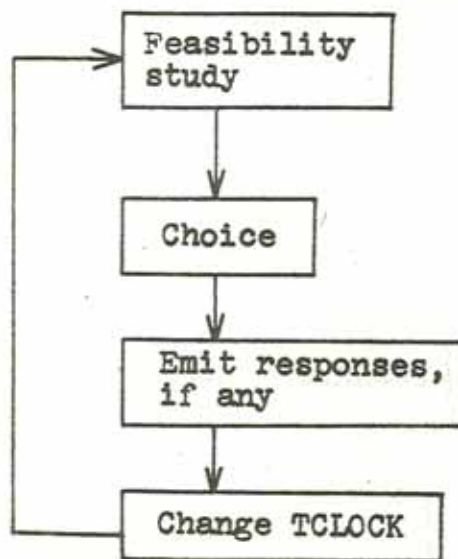 Feasibility
study
Choice
Emit responses,
if any
Change TCLOCK